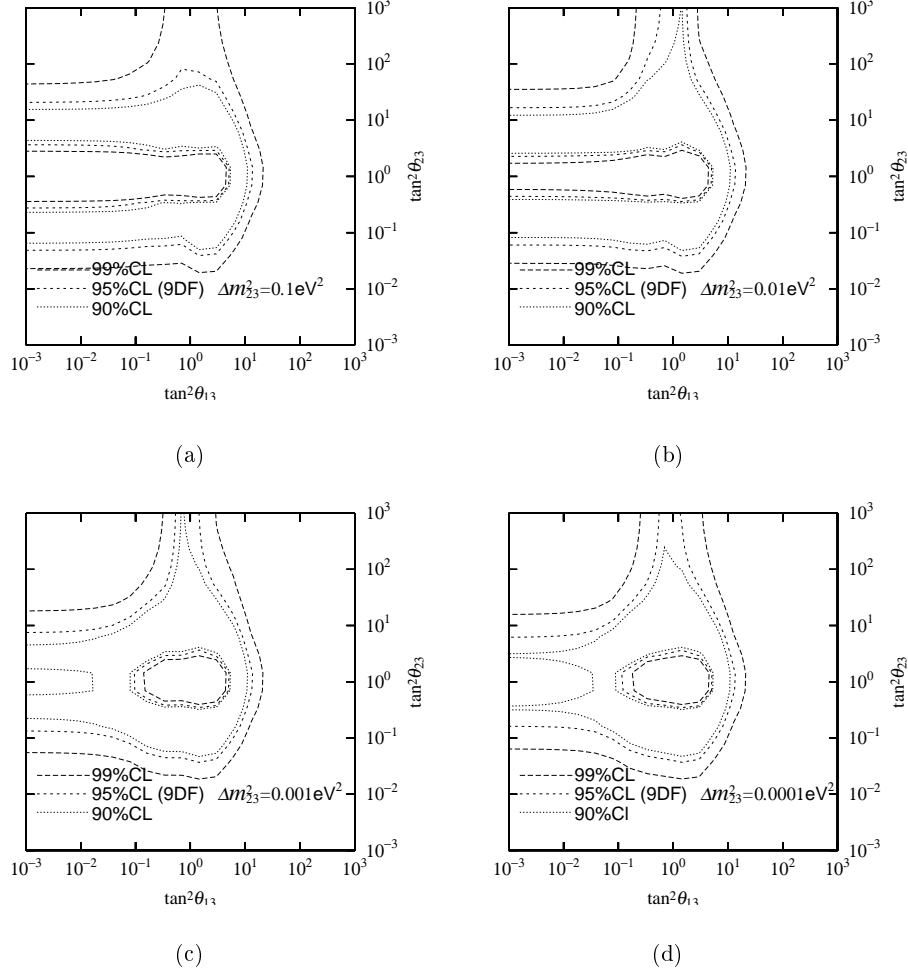 10³
10²
10¹
10⁰
10⁻¹
10⁻²
10⁻³
tan²θ₂₃
99%CL
95%CL (9DF) Δm²₂₃=0.1eV²
90%CL
10⁻³ 10⁻² 10⁻¹ 10⁰ 10¹ 10² 10³
tan²θ₁₃
(a)
10³
10²
10¹
10⁰
10⁻¹
10⁻²
10⁻³
tan²θ₂₃
99%CL
95%CL (9DF) Δm²₂₃=0.01eV²
90%CL
10⁻³ 10⁻² 10⁻¹ 10⁰ 10¹ 10² 10³
tan²θ₁₃
(b)
10³
10²
10¹
10⁰
10⁻¹
10⁻²
10⁻³
tan²θ₂₃
99%CL
95%CL (9DF) Δm²₂₃=0.001eV²
90%CL
10⁻³ 10⁻² 10⁻¹ 10⁰ 10¹ 10² 10³
tan²θ₁₃
(c)
10³
10²
10¹
10⁰
10⁻¹
10⁻²
10⁻³
tan²θ₂₃
99%CL
95%CL (9DF) Δm²₂₃=0.0001eV²
90%Cl
10⁻³ 10⁻² 10⁻¹ 10⁰ 10¹ 10² 10³
tan²θ₁₃
(d)